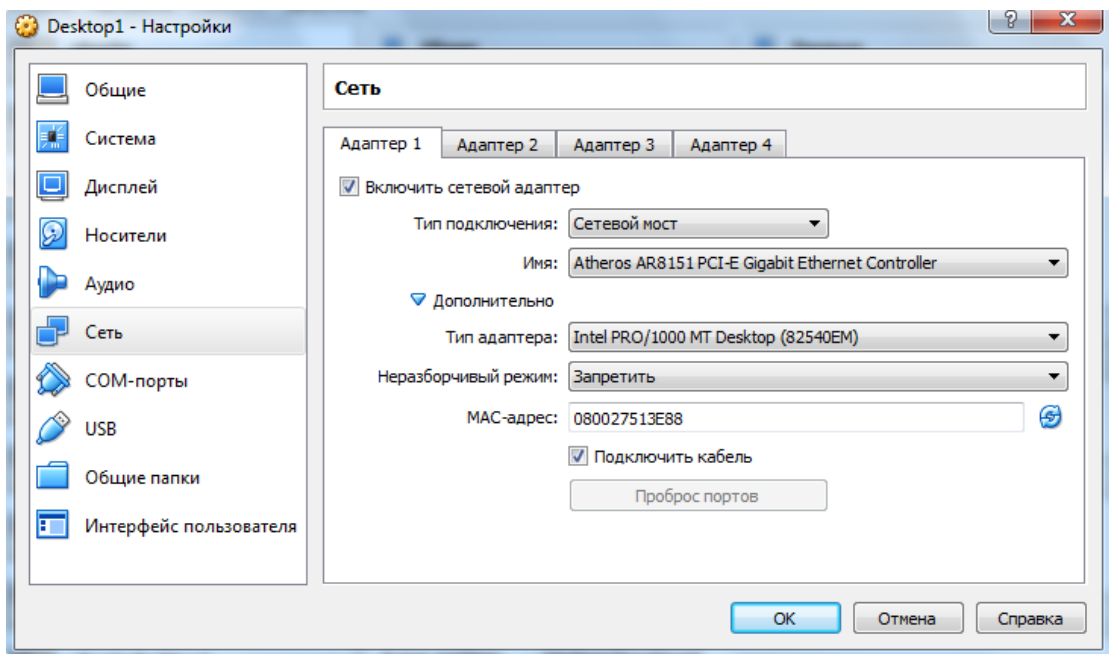 Desktop1 - Настройки
Общие
Система
Дисплей
Носители
Аудио
Сеть
COM-порты
USB
Общие папки
Интерфейс пользователя
Сеть
Адаптер 1 Адаптер 2 Адаптер 3 Адаптер 4
Включить сетевой адаптер
Тип подключения: Сетевой мост
Имя: Atheros AR8151 PCI-E Gigabit Ethernet Controller
Дополнительно
Тип адаптера: Intel PRO/1000 MT Desktop (82540EM)
Неразборчивый режим: Запретить
MAC-адрес: 080027513E88
Подключить кабель
Проброс портов
OK Отмена Справка